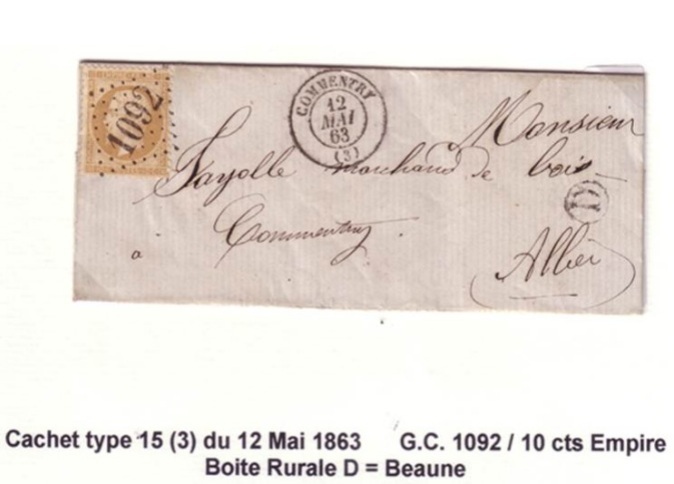 1092
COMMENTRY
12
MAI
63
(3)
Monsieur
Fayolle marchand de bois
D
à Commentry
Allier
Cachet type 15 (3) du 12 Mai 1863 G.C. 1092 / 10 cts Empire
Boite Rurale D = Beaune